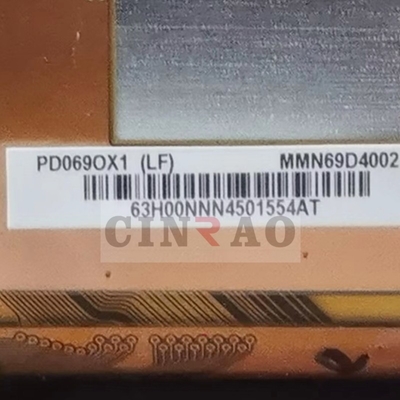 PD069OX1 (LF) MMN69D4002
63H00NNN4501554AT
CINRAO